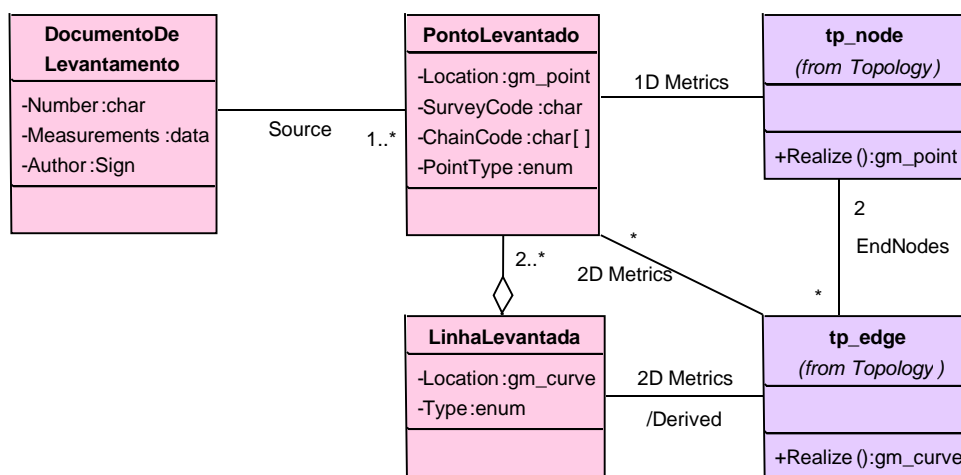 DocumentoDe
Levantamento
-Number:char
-Measurements:data
-Author:Sign
Source
1..*
PontoLevantado
-Location:gm_point
-SurveyCode:char
-ChainCode:char[ ]
-PointType:enum
1D Metrics
tp_node
(from Topology)
+Realize():gm_point
2
EndNodes
*
2..*
*
2D Metrics
LinhaLevantada
-Location:gm_curve
-Type:enum
2D Metrics
/Derived
tp_edge
(from Topology)
+Realize():gm_curve